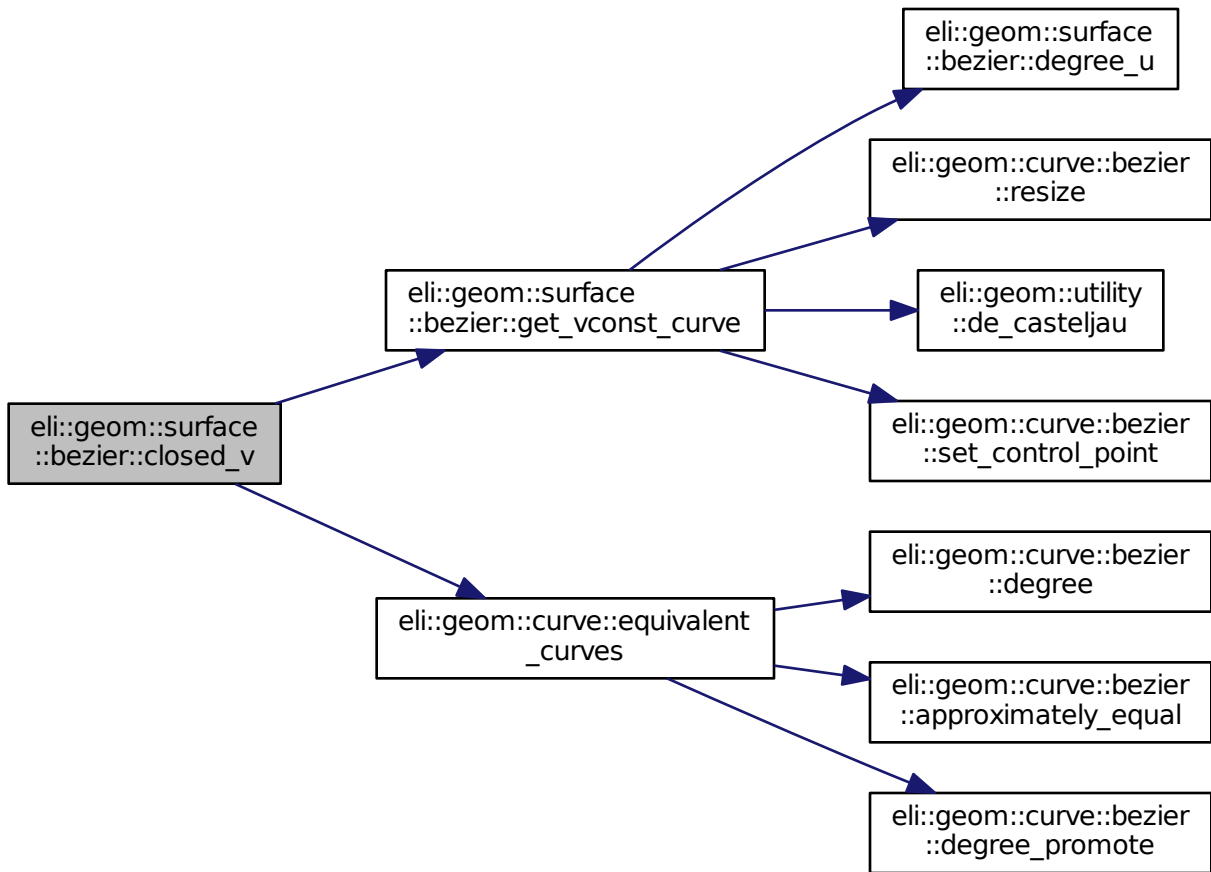 eli::geom::surface
::bezier::degree_u
eli::geom::curve::bezier
::resize
eli::geom::surface
::bezier::get_vconst_curve
eli::geom::utility
::de_casteljau
eli::geom::surface
::bezier::closed_v
eli::geom::curve::bezier
::set_control_point
eli::geom::curve::equivalent
_curves
eli::geom::curve::bezier
::degree
eli::geom::curve::bezier
::approximately_equal
eli::geom::curve::bezier
::degree_promote